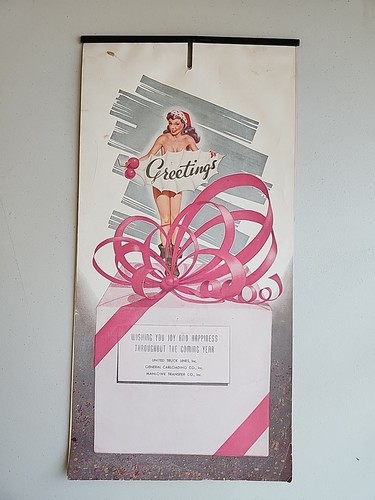 Greetings
WISHING YOU JOY AND HAPPINESS
THROUGHOUT THE COMING YEAR
UNITED TRUCK LINES, Inc.
GENERAL CARLOADING CO., Inc.
MANLOWE TRANSFER CO., Inc.